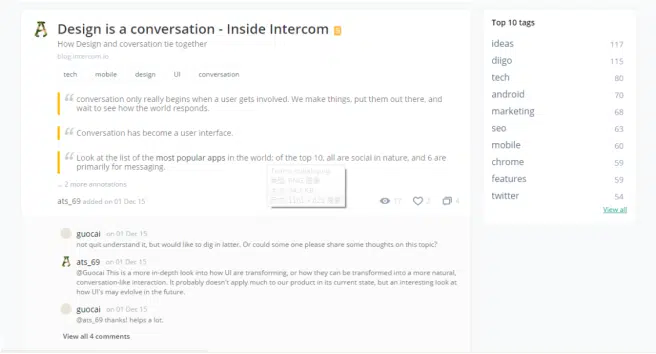 Design is a conversation - Inside Intercom
How Design and coversation tie together
blog.intercom.io
tech mobile design UI conversation
conversation only really begins when a user gets involved. We make things, put them out there, and
wait to see how the world responds.
Conversation has become a user interface.
Look at the list of the most popular apps in the world: of the top 10, all are social in nature, and 6 are
primarily for messaging.
... 2 more annotations
ats_69 added on 01 Dec 15
17 2 4
guocai on 01 Dec 15
not quit understand it, but would like to dig in latter. Or could some one please share some thoughts on this topic?
ats_69 on 01 Dec 15
@Guocai This is a more in-depth look into how UI are transforming, or how they can be transformed into a more natural,
conversation-like interaction. It probably doesn't apply much to our product in its current state, but an interesting look at
how UI's may evlolve in the future.
guocai on 01 Dec 15
@ats_69 thanks! helps a lot.
View all 4 comments
Top 10 tags
ideas 117
diigo 115
tech 80
android 70
marketing 68
seo 63
mobile 60
chrome 59
features 59
twitter 54
View all